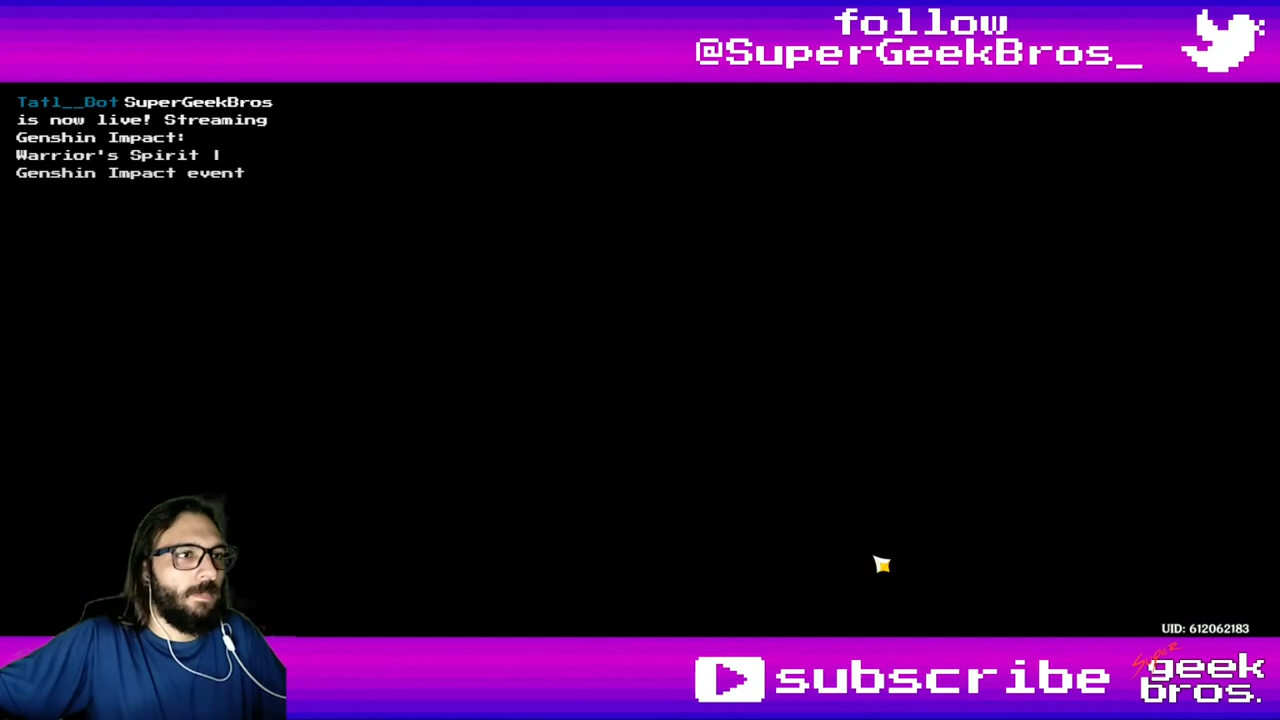 follow
@SuperGeekBros_
Tatl__Bot SuperGeekBros
is now live! Streaming
Genshin Impact:
Warrior's Spirit |
Genshin Impact event
UID: 612062183
subscribe
SUPER
geek
bros.